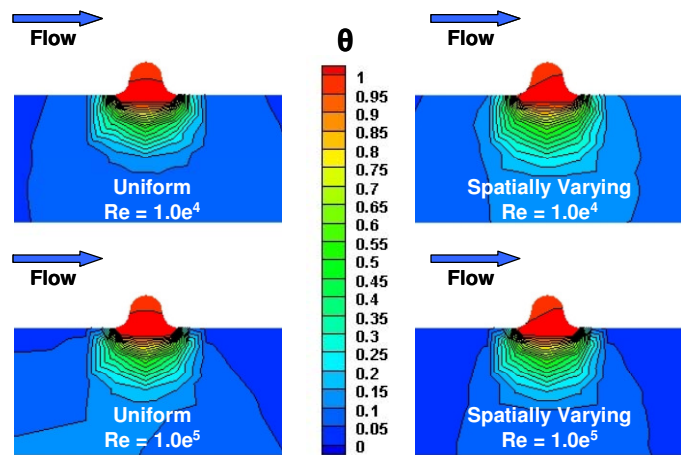 Flow
Flow
θ
Uniform
Re = 1.0e⁴
Spatially Varying
Re = 1.0e⁴
1
0.95
0.9
0.85
0.8
0.75
0.7
0.65
0.6
0.55
0.5
0.45
0.4
0.35
0.3
0.25
0.2
0.15
0.1
0.05
0
Flow
Flow
Uniform
Re = 1.0e⁵
Spatially Varying
Re = 1.0e⁵